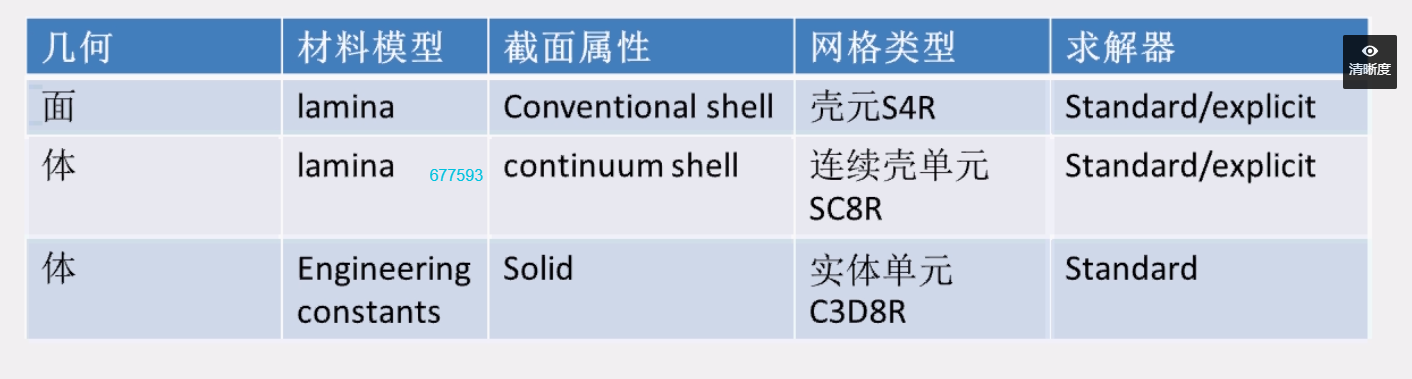 几何 材料模型 截面属性 网格类型 求解器
清晰度
面 lamina Conventional shell 壳元S4R Standard/explicit
体 lamina 677593 continuum shell 连续壳单元 Standard/explicit
SC8R
体 Engineering Solid 实体单元 Standard
constants C3D8R